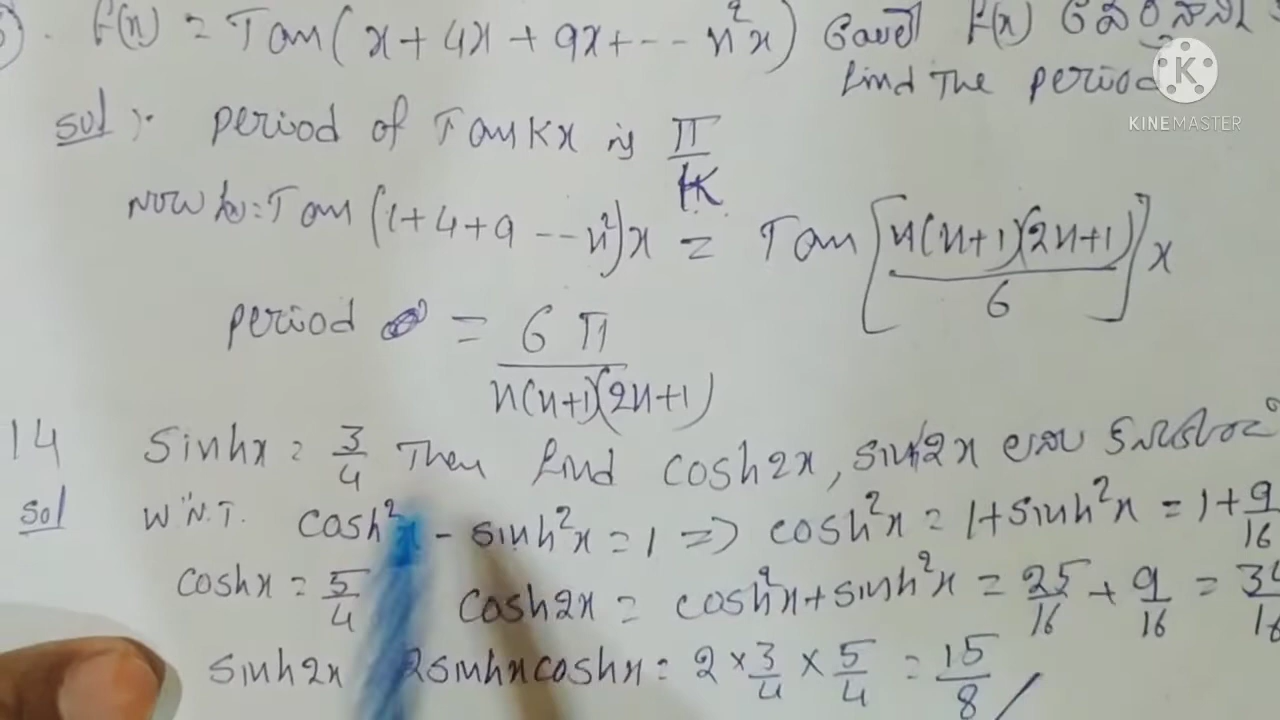 f(x) = Tan(x + 4x + 9x + --- n²x) f(x)
find The period
KINEMASTER
Sol :- period of Tan Kx is π/K
Now k = Tan(1+4+9 --- n²)x = Tan[n(n+1)(2n+1)/6]x
period = 6π/n(n+1)(2n+1)
14 Sinhx = 3/4 Then find cosh2x, sinh2x
Sol W.N.T. cosh²x - sinh²x = 1 => cosh²x = 1+sinh²x = 1+9/16
coshx = 5/4 cosh2x = cosh²x+sinh²x = 25/16 + 9/16 = 34/16
sinh2x 2sinhxcoshx = 2 × 3/4 × 5/4 = 15/8